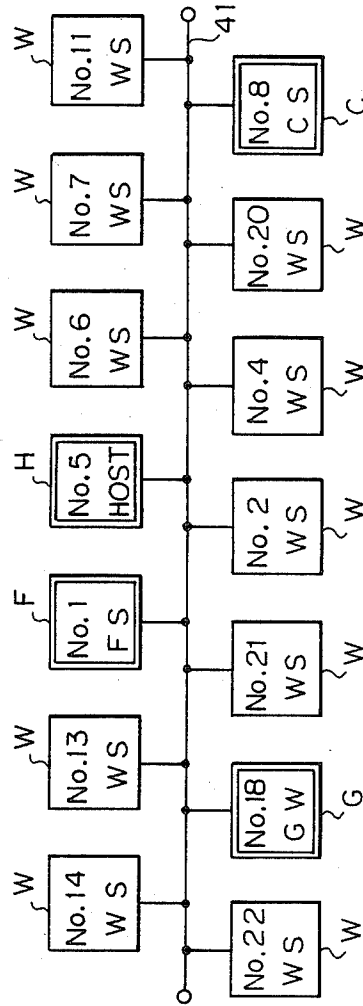 W W F H W W W
No.14 No.13 No.1 No.5 No.6 No.7 No.11
WS WS FS HOST WS WS WS
41
No.22 No.18 No.21 No.2 No.4 No.20 No.8
WS GW WS WS WS WS CS
W G W W W W C